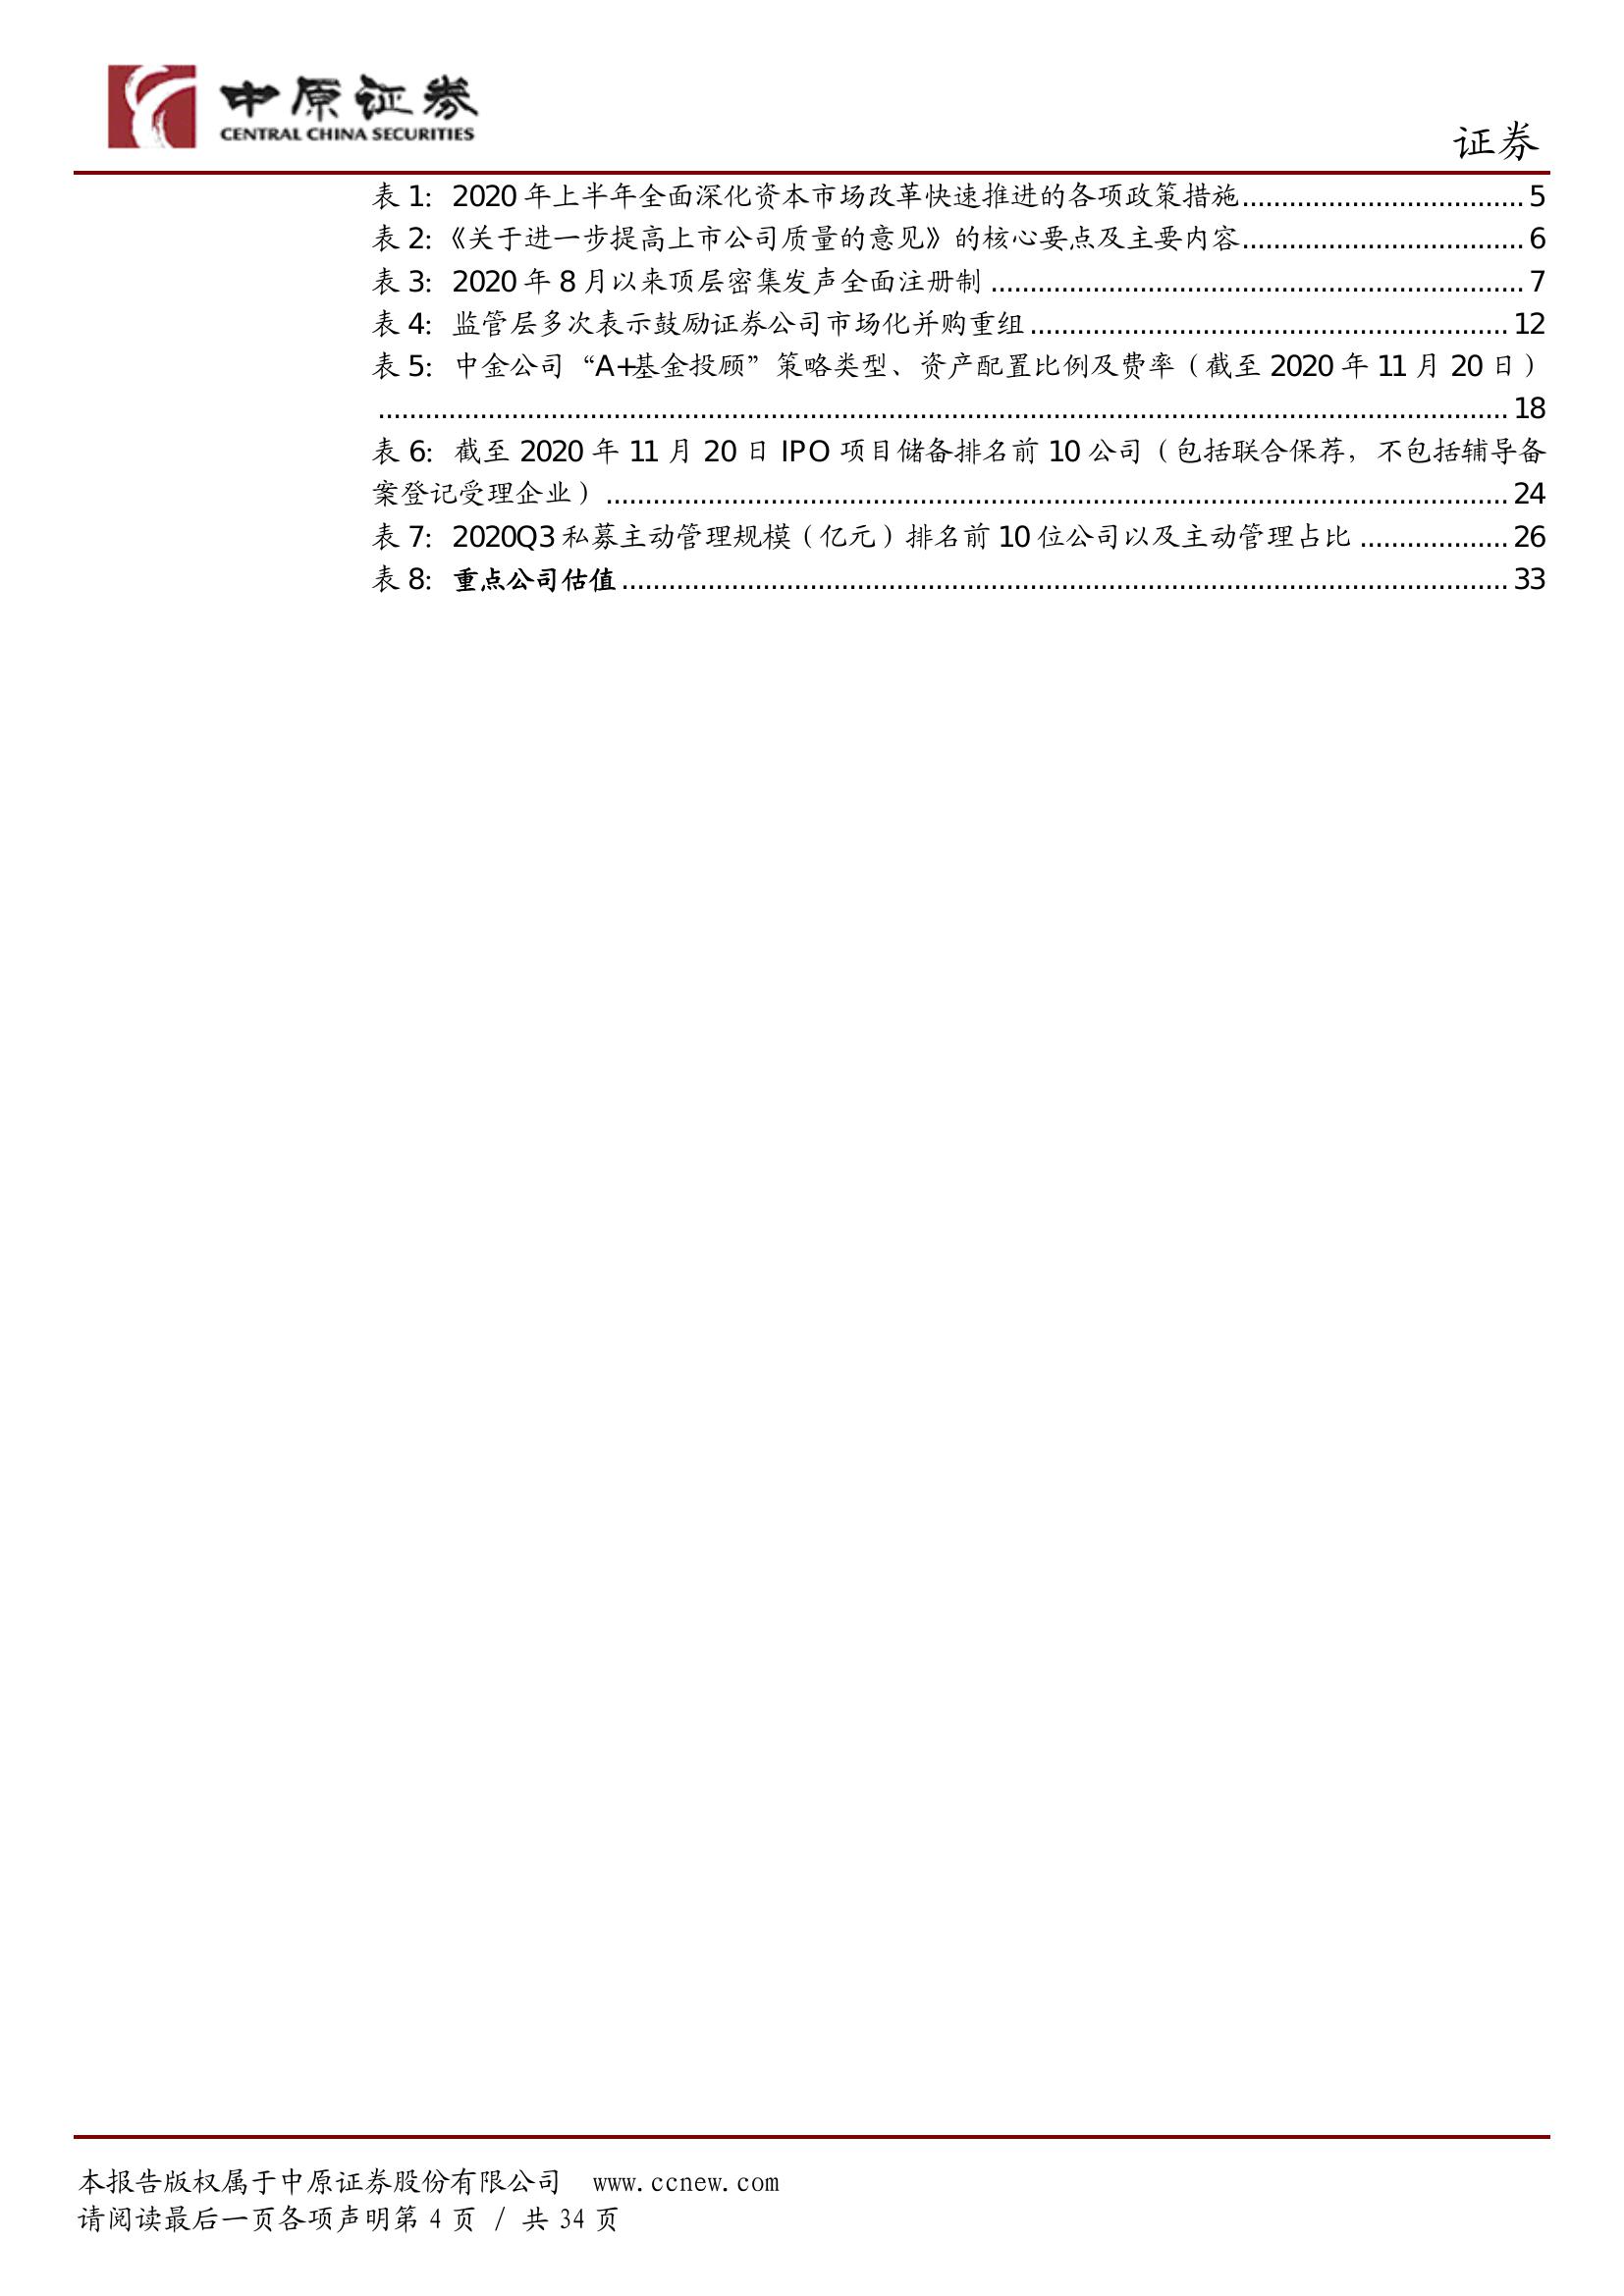 中原证券
CENTRAL CHINA SECURITIES
证券
表 1: 2020 年上半年全面深化资本市场改革快速推进的各项政策措施.................................... 5
表 2:《关于进一步提高上市公司质量的意见》的核心要点及主要内容.................................... 6
表 3: 2020 年 8 月以来顶层密集发声全面注册制 .................................................................... 7
表 4: 监管层多次表示鼓励证券公司市场化并购重组 ............................................................. 12
表 5: 中金公司“A+基金投顾”策略类型、资产配置比例及费率（截至 2020 年 11 月 20 日）
................................................................................................................................................. 18
表 6: 截至 2020 年 11 月 20 日 IPO 项目储备排名前 10 公司（包括联合保荐，不包括辅导备
案登记受理企业） ................................................................................................................... 24
表 7: 2020Q3 私募主动管理规模（亿元）排名前 10 位公司以及主动管理占比 ................... 26
表 8: 重点公司估值 ................................................................................................................. 33
本报告版权属于中原证券股份有限公司 www.ccnew.com
请阅读最后一页各项声明第 4 页 / 共 34 页